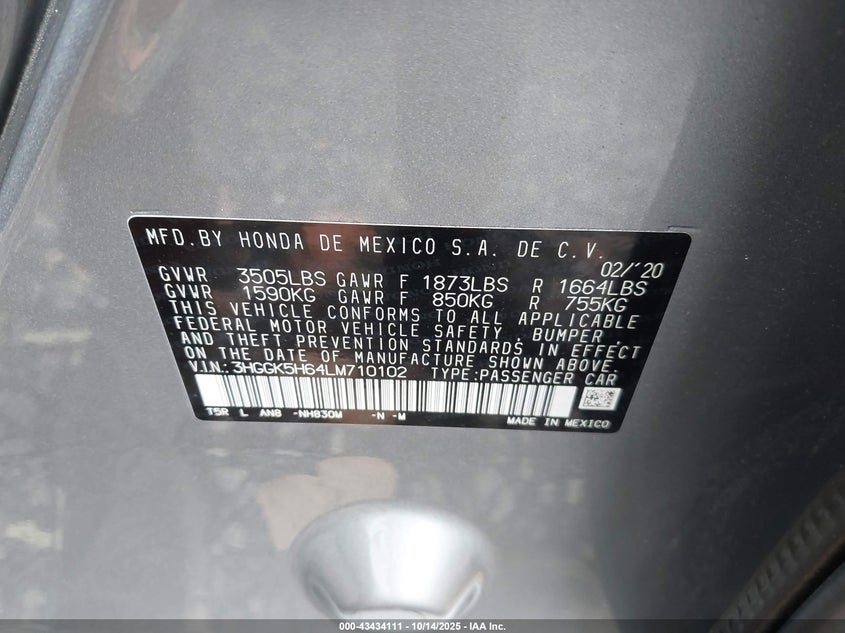 MFD.BY HONDA DE MEXICO S.A. DE C.V.
02/'20
GVWR 3505LBS GAWR F 1873LBS R 1664LBS
GVWR 1590KG GAWR F 850KG R 755KG
THIS VEHICLE CONFORMS TO ALL APPLICABLE
FEDERAL MOTOR VEHICLE SAFETY, BUMPER,
AND THEFT PREVENTION STANDARDS IN EFFECT
ON THE DATE OF MANUFACTURE SHOWN ABOVE.
V.I.N.: 3HGGK5H64LM710102 TYPE:PASSENGER CAR
T5R L AN8 -NH830M -N -M
MADE IN MEXICO
000-43434111 - 10/14/2025 - IAA Inc.